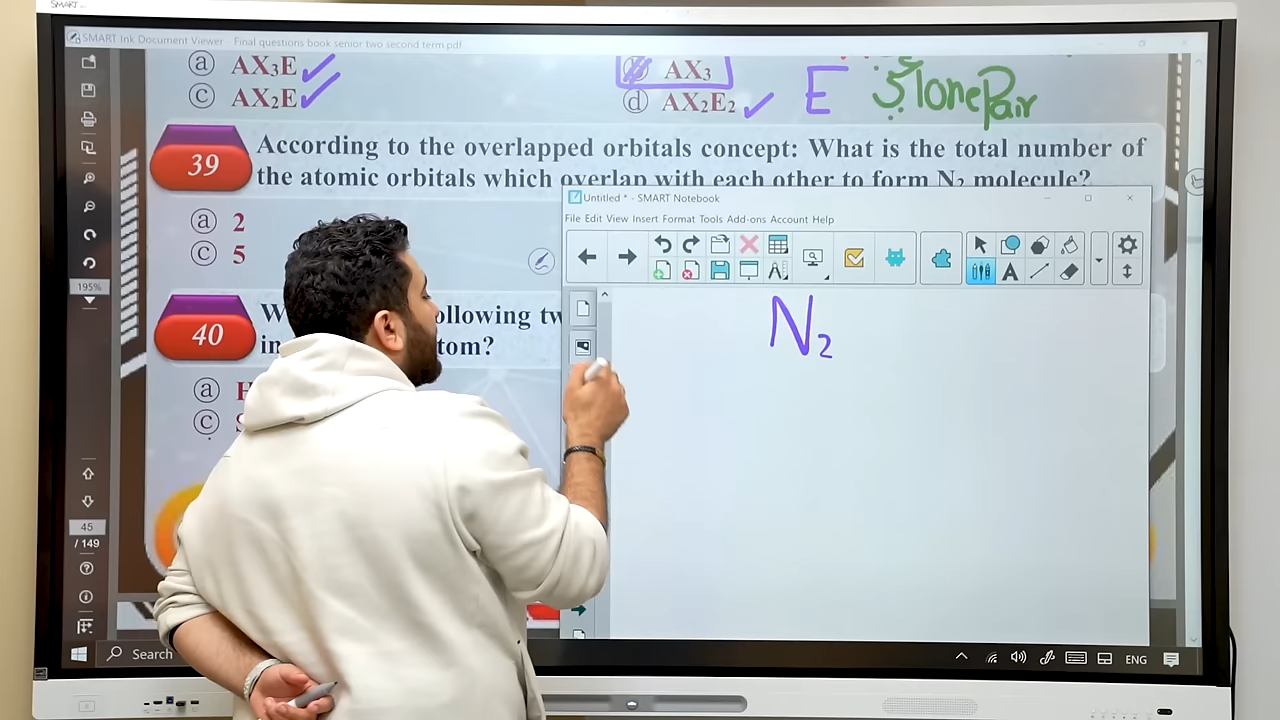 SMART
SMART Ink Document Viewer - Final questions book senior two second term.pdf
a AX3E
AX3
c AX2E
d AX2E2
E
lone Pair
39
According to the overlapped orbitals concept: What is the total number of
the atomic orbitals which overlap with each other to form N2 molecule?
a 2
c 5
Untitled * - SMART Notebook
File Edit View Insert Format Tools Add-ons Account Help
N2
40
ollowing tw
in tom?
a
c
195%
45
/ 149
Search
ENG